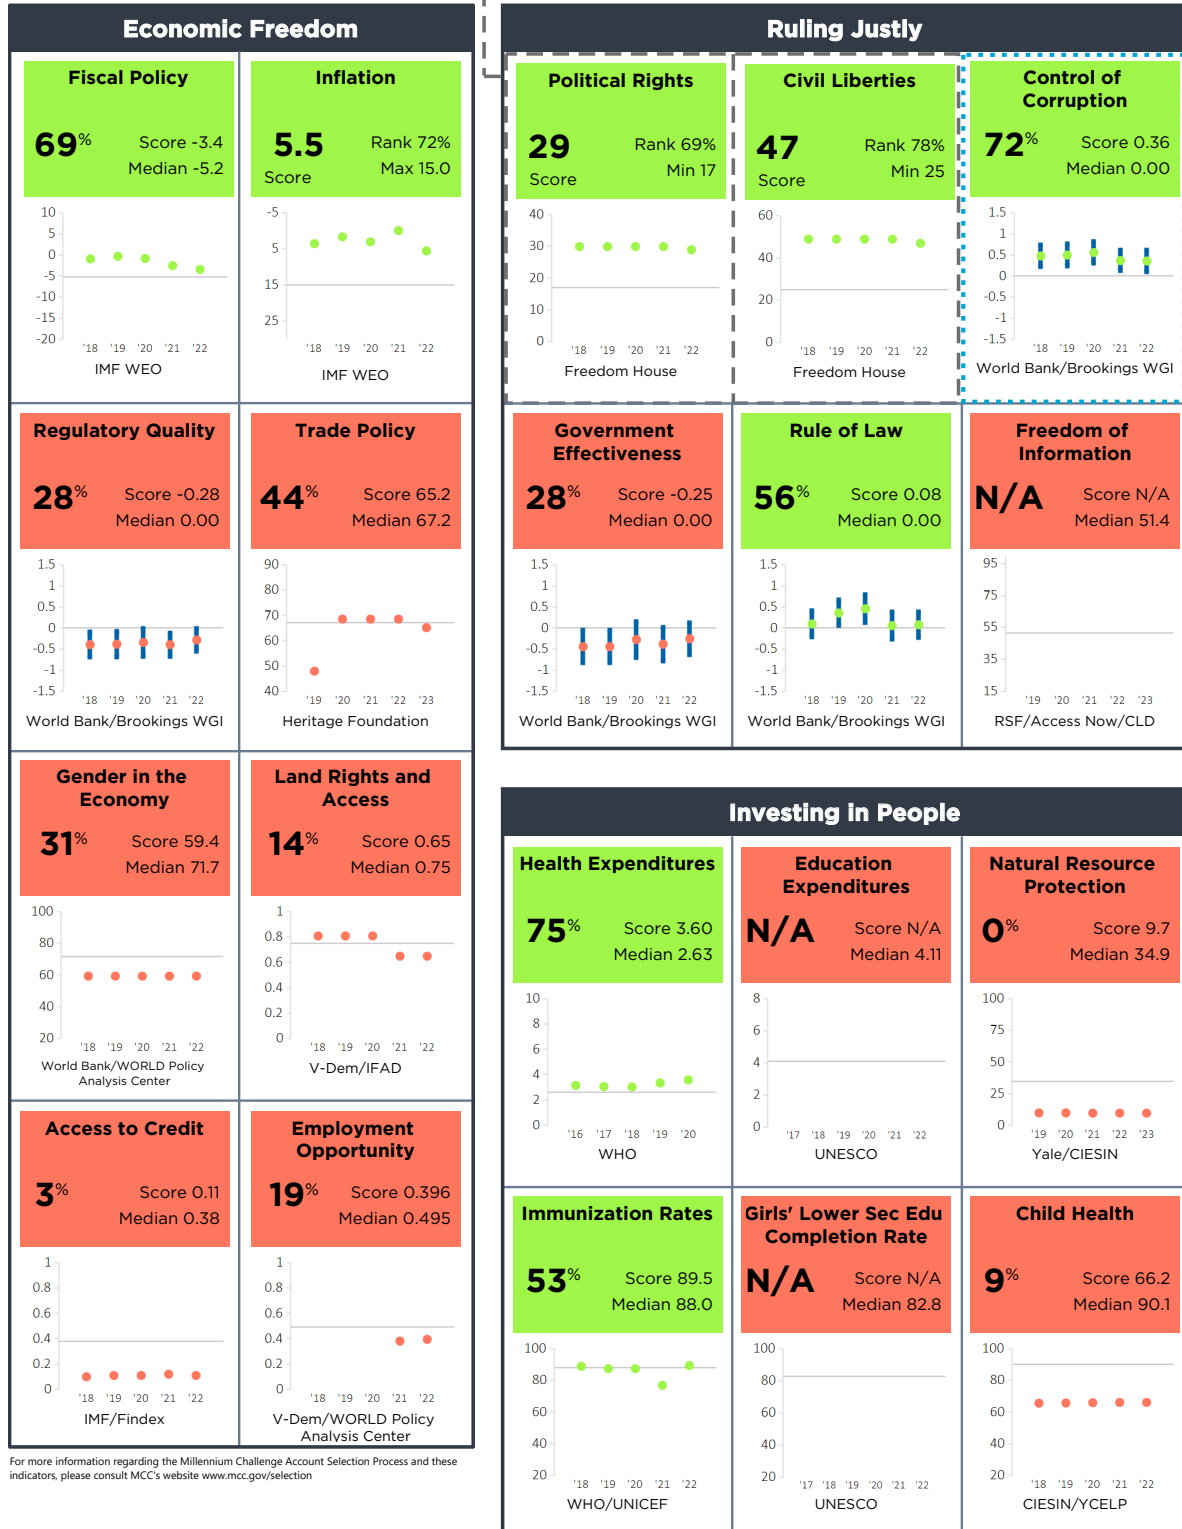 Economic Freedom
Fiscal Policy
69%
Score -3.4
Median -5.2
10
5
0
-5
-10
-15
-20
'18 '19 '20 '21 '22
IMF WEO
Inflation
5.5
Score
Rank 72%
Max 15.0
-5
5
15
25
'18 '19 '20 '21 '22
IMF WEO
Regulatory Quality
28%
Score -0.28
Median 0.00
1.5
1
0.5
0
-0.5
-1
-1.5
'18 '19 '20 '21 '22
World Bank/Brookings WGI
Trade Policy
44%
Score 65.2
Median 67.2
90
80
70
60
50
40
'19 '20 '21 '22 '23
Heritage Foundation
Gender in the
Economy
31%
Score 59.4
Median 71.7
100
80
60
40
20
'18 '19 '20 '21 '22
World Bank/WORLD Policy
Analysis Center
Land Rights and
Access
14%
Score 0.65
Median 0.75
1
0.8
0.6
0.4
0.2
0
'18 '19 '20 '21 '22
V-Dem/IFAD
Access to Credit
3%
Score 0.11
Median 0.38
1
0.8
0.6
0.4
0.2
0
'18 '19 '20 '21 '22
IMF/Findex
Employment
Opportunity
19%
Score 0.396
Median 0.495
1
0.8
0.6
0.4
0.2
0
'18 '19 '20 '21 '22
V-Dem/WORLD Policy
Analysis Center
For more information regarding the Millennium Challenge Account Selection Process and these
indicators, please consult MCC's website www.mcc.gov/selection
Ruling Justly
Political Rights
29
Score
Rank 69%
Min 17
40
30
20
10
0
'18 '19 '20 '21 '22
Freedom House
Civil Liberties
47
Score
Rank 78%
Min 25
60
40
20
0
'18 '19 '20 '21 '22
Freedom House
Control of
Corruption
72%
Score 0.36
Median 0.00
1.5
1
0.5
0
-0.5
-1
-1.5
'18 '19 '20 '21 '22
World Bank/Brookings WGI
Government
Effectiveness
28%
Score -0.25
Median 0.00
1.5
1
0.5
0
-0.5
-1
-1.5
'18 '19 '20 '21 '22
World Bank/Brookings WGI
Rule of Law
56%
Score 0.08
Median 0.00
1.5
1
0.5
0
-0.5
-1
-1.5
'18 '19 '20 '21 '22
World Bank/Brookings WGI
Freedom of
Information
N/A
Score N/A
Median 51.4
95
75
55
35
15
'19 '20 '21 '22 '23
RSF/Access Now/CLD
Investing in People
Health Expenditures
75%
Score 3.60
Median 2.63
10
8
6
4
2
0
'16 '17 '18 '19 '20
WHO
Education
Expenditures
N/A
Score N/A
Median 4.11
8
6
4
2
0
'17 '18 '19 '20 '21 '22
UNESCO
Natural Resource
Protection
0%
Score 9.7
Median 34.9
100
75
50
25
0
'19 '20 '21 '22 '23
Yale/CIESIN
Immunization Rates
53%
Score 89.5
Median 88.0
100
80
60
40
20
'18 '19 '20 '21 '22
WHO/UNICEF
Girls' Lower Sec Edu
Completion Rate
N/A
Score N/A
Median 82.8
100
80
60
40
20
'17 '18 '19 '20 '21 '22
UNESCO
Child Health
9%
Score 66.2
Median 90.1
100
80
60
40
20
'18 '19 '20 '21 '22
CIESIN/YCELP